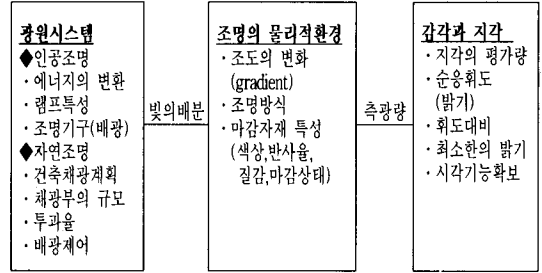 광원시스템
◆인공조명
· 에너지의 변환
· 램프특성
· 조명기구(배광)
◆자연조명
· 건축채광계획
· 채광부의 규모
· 투과율
· 배광제어
빛의배분
조명의 물리적환경
· 조도의 변화
(gradient)
· 조명방식
· 마감자재 특성
(색상,반사율,
질감,마감상태)
측광량
감각과 지각
· 지각의 평가량
· 순응휘도
(밝기)
· 휘도대비
· 최소한의 밝기
· 시각기능확보